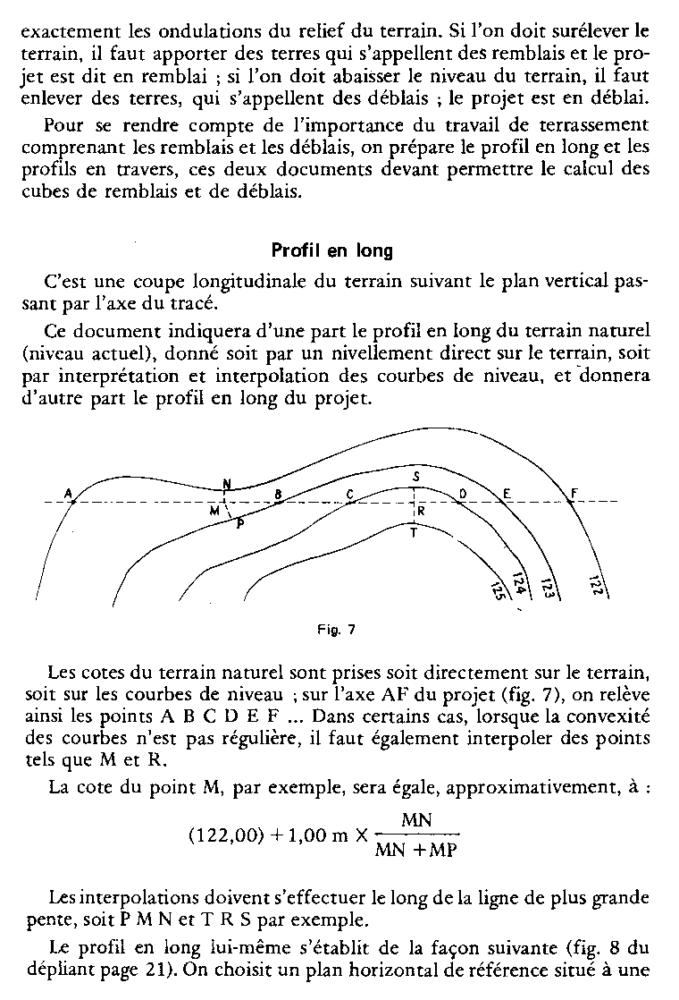 exactement les ondulations du relief du terrain. Si l'on doit surélever le
terrain, il faut apporter des terres qui s'appellent des remblais et le pro-
jet est dit en remblai ; si l'on doit abaisser le niveau du terrain, il faut
enlever des terres, qui s'appellent des déblais ; le projet est en déblai.
Pour se rendre compte de l'importance du travail de terrassement
comprenant les remblais et les déblais, on prépare le profil en long et les
profils en travers, ces deux documents devant permettre le calcul des
cubes de remblais et de déblais.
Profil en long
C'est une coupe longitudinale du terrain suivant le plan vertical pas-
sant par l'axe du tracé.
Ce document indiquera d'une part le profil en long du terrain naturel
(niveau actuel), donné soit par un nivellement direct sur le terrain, soit
par interprétation et interpolation des courbes de niveau, et donnera
d'autre part le profil en long du projet.
A N B C S D E F
M P R
T
125 124 123 122
Fig. 7
Les cotes du terrain naturel sont prises soit directement sur le terrain,
soit sur les courbes de niveau ; sur l'axe AF du projet (fig. 7), on relève
ainsi les points A B C D E F ... Dans certains cas, lorsque la convexité
des courbes n'est pas régulière, il faut également interpoler des points
tels que M et R.
La cote du point M, par exemple, sera égale, approximativement, à :
MN
(122,00) + 1,00 m X
MN + MP
Les interpolations doivent s'effectuer le long de la ligne de plus grande
pente, soit P M N et T R S par exemple.
Le profil en long lui-même s'établit de la façon suivante (fig. 8 du
dépliant page 21). On choisit un plan horizontal de référence situé à une